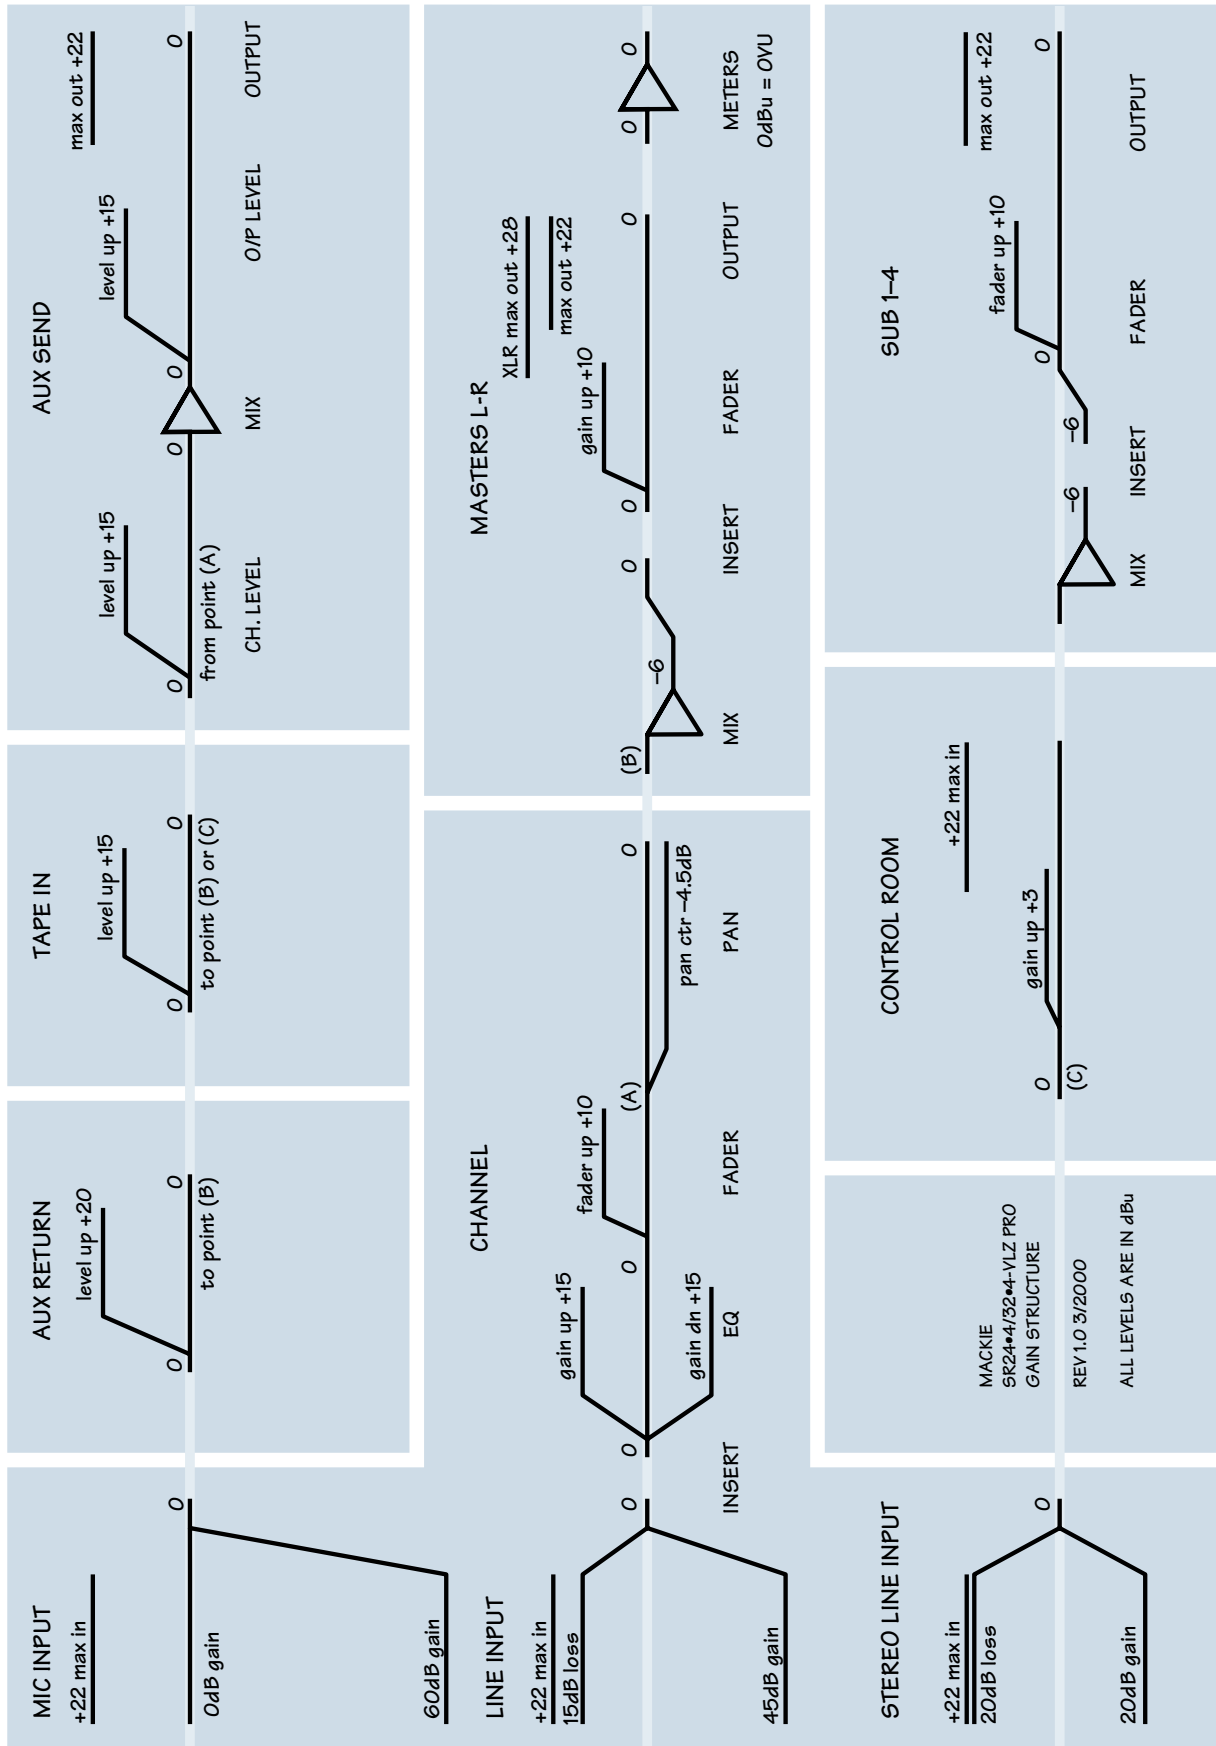 MIC INPUT
+22 max in
0dB gain
60dB gain
0
AUX RETURN
level up +20
0
0
to point (B)
TAPE IN
level up +15
0
0
to point (B) or (C)
AUX SEND
level up +15
0
from point (A)
CH. LEVEL
0
0
MIX
level up +15
O/P LEVEL
max out +22
0
OUTPUT
LINE INPUT
+22 max in
15dB loss
45dB gain
0
INSERT
CHANNEL
0
gain up +15
gain dn +15
EQ
0
fader up +10
FADER
(A)
pan ctr –4.5dB
PAN
0
MASTERS L-R
(B)
–6
MIX
0
INSERT
0
gain up +10
FADER
XLR max out +28
max out +22
0
OUTPUT
0
0
METERS
0dBu = 0VU
STEREO LINE INPUT
+22 max in
20dB loss
20dB gain
0
MACKIE
SR24•4/32•4-VLZ PRO
GAIN STRUCTURE
REV 1.0 3/2000
ALL LEVELS ARE IN dBu
CONTROL ROOM
0
(C)
gain up +3
+22 max in
SUB 1–4
MIX
–6
INSERT
–6
0
fader up +10
FADER
max out +22
0
OUTPUT